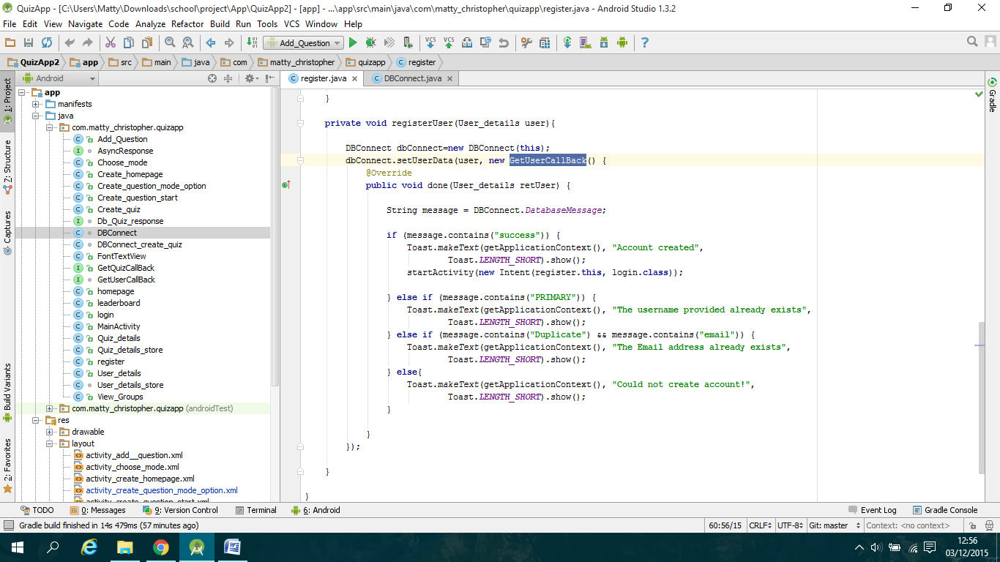 QuizApp - [C:\Users\Matty\Downloads\school\project\App\QuizApp2] - [app] - ...\app\src\main\java\com\matty_christopher\quizapp\register.java - Android Studio 1.3.2
File Edit View Navigate Code Analyze Refactor Build Run Tools VCS Window Help
Add_Question
VCS VCS
QuizApp2 app src main java com matty_christopher quizapp register
Android
register.java DBConnect.java
1: Project
Z: Structure
Captures
Build Variants
2: Favorites
Gradle
app
manifests
java
com.matty_christopher.quizapp
Add_Question
AsyncResponse
Choose_mode
Create_homepage
Create_question_mode_option
Create_question_start
Create_quiz
Db_Quiz_response
DBConnect
DBConnect_create_quiz
FontTextView
GetQuizCallBack
GetUserCallBack
homepage
leaderboard
login
MainActivity
Quiz_details
Quiz_details_store
register
User_details
User_details_store
View_Groups
com.matty_christopher.quizapp (androidTest)
res
drawable
layout
activity_add__question.xml
activity_choose_mode.xml
activity_create_homepage.xml
activity_create_question_mode_option.xml
activity_create_question_start.xml
}
private void registerUser(User_details user){
DBConnect dbConnect=new DBConnect(this);
dbConnect.setUserData(user, new GetUserCallBack() {
@Override
public void done(User_details retUser) {
String message = DBConnect.DatabaseMessage;
if (message.contains("success")) {
Toast.makeText(getApplicationContext(), "Account created",
Toast.LENGTH_SHORT).show();
startActivity(new Intent(register.this, login.class));
} else if (message.contains("PRIMARY")) {
Toast.makeText(getApplicationContext(), "The username provided already exists",
Toast.LENGTH_SHORT).show();
} else if (message.contains("Duplicate") && message.contains("email")) {
Toast.makeText(getApplicationContext(), "The Email address already exists",
Toast.LENGTH_SHORT).show();
} else{
Toast.makeText(getApplicationContext(), "Could not create account!",
Toast.LENGTH_SHORT).show();
}
}
});
}
}
TODO 0: Messages 9: Version Control Terminal 6: Android Event Log Gradle Console
Gradle build finished in 14s 479ms (57 minutes ago) 60:56/15 CRLF UTF-8 Git: master Context: <no context>
12:56
03/12/2015